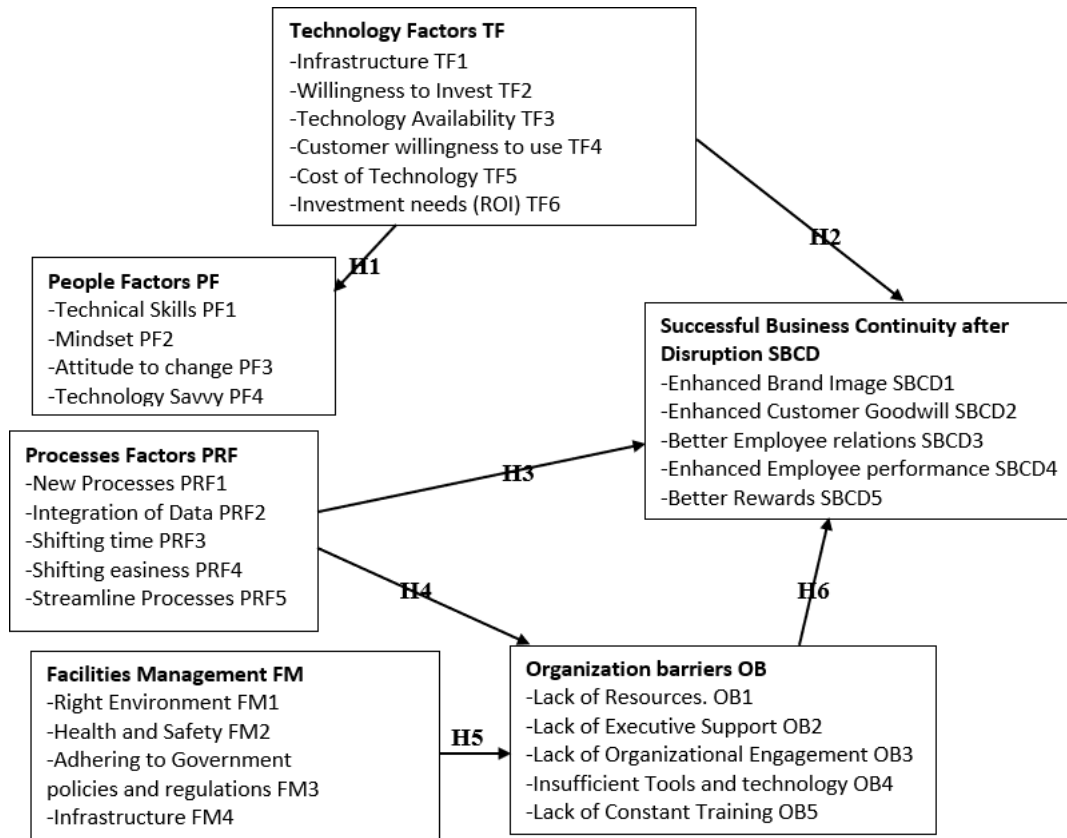 Technology Factors TF
-Infrastructure TF1
-Willingness to Invest TF2
-Technology Availability TF3
-Customer willingness to use TF4
-Cost of Technology TF5
-Investment needs (ROI) TF6
H1
H2
People Factors PF
-Technical Skills PF1
-Mindset PF2
-Attitude to change PF3
-Technology Savvy PF4
Successful Business Continuity after
Disruption SBCD
-Enhanced Brand Image SBCD1
-Enhanced Customer Goodwill SBCD2
-Better Employee relations SBCD3
-Enhanced Employee performance SBCD4
-Better Rewards SBCD5
Processes Factors PRF
-New Processes PRF1
-Integration of Data PRF2
-Shifting time PRF3
-Shifting easiness PRF4
-Streamline Processes PRF5
H3
H4
H6
Facilities Management FM
-Right Environment FM1
-Health and Safety FM2
-Adhering to Government
policies and regulations FM3
-Infrastructure FM4
H5
Organization barriers OB
-Lack of Resources. OB1
-Lack of Executive Support OB2
-Lack of Organizational Engagement OB3
-Insufficient Tools and technology OB4
-Lack of Constant Training OB5